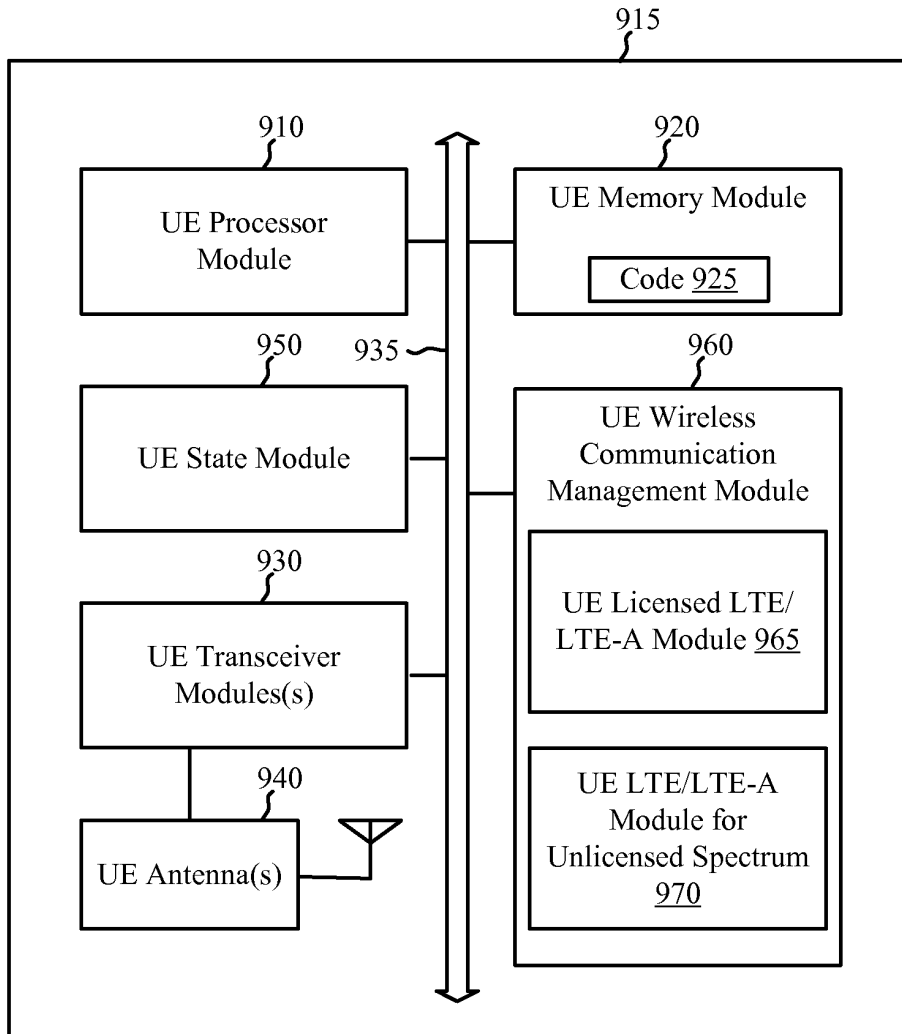 915
910
UE Processor
Module
920
UE Memory Module
Code 925
935
950
UE State Module
960
UE Wireless
Communication
Management Module
930
UE Transceiver
Modules(s)
UE Licensed LTE/
LTE-A Module 965
940
UE Antenna(s)
UE LTE/LTE-A
Module for
Unlicensed Spectrum
970